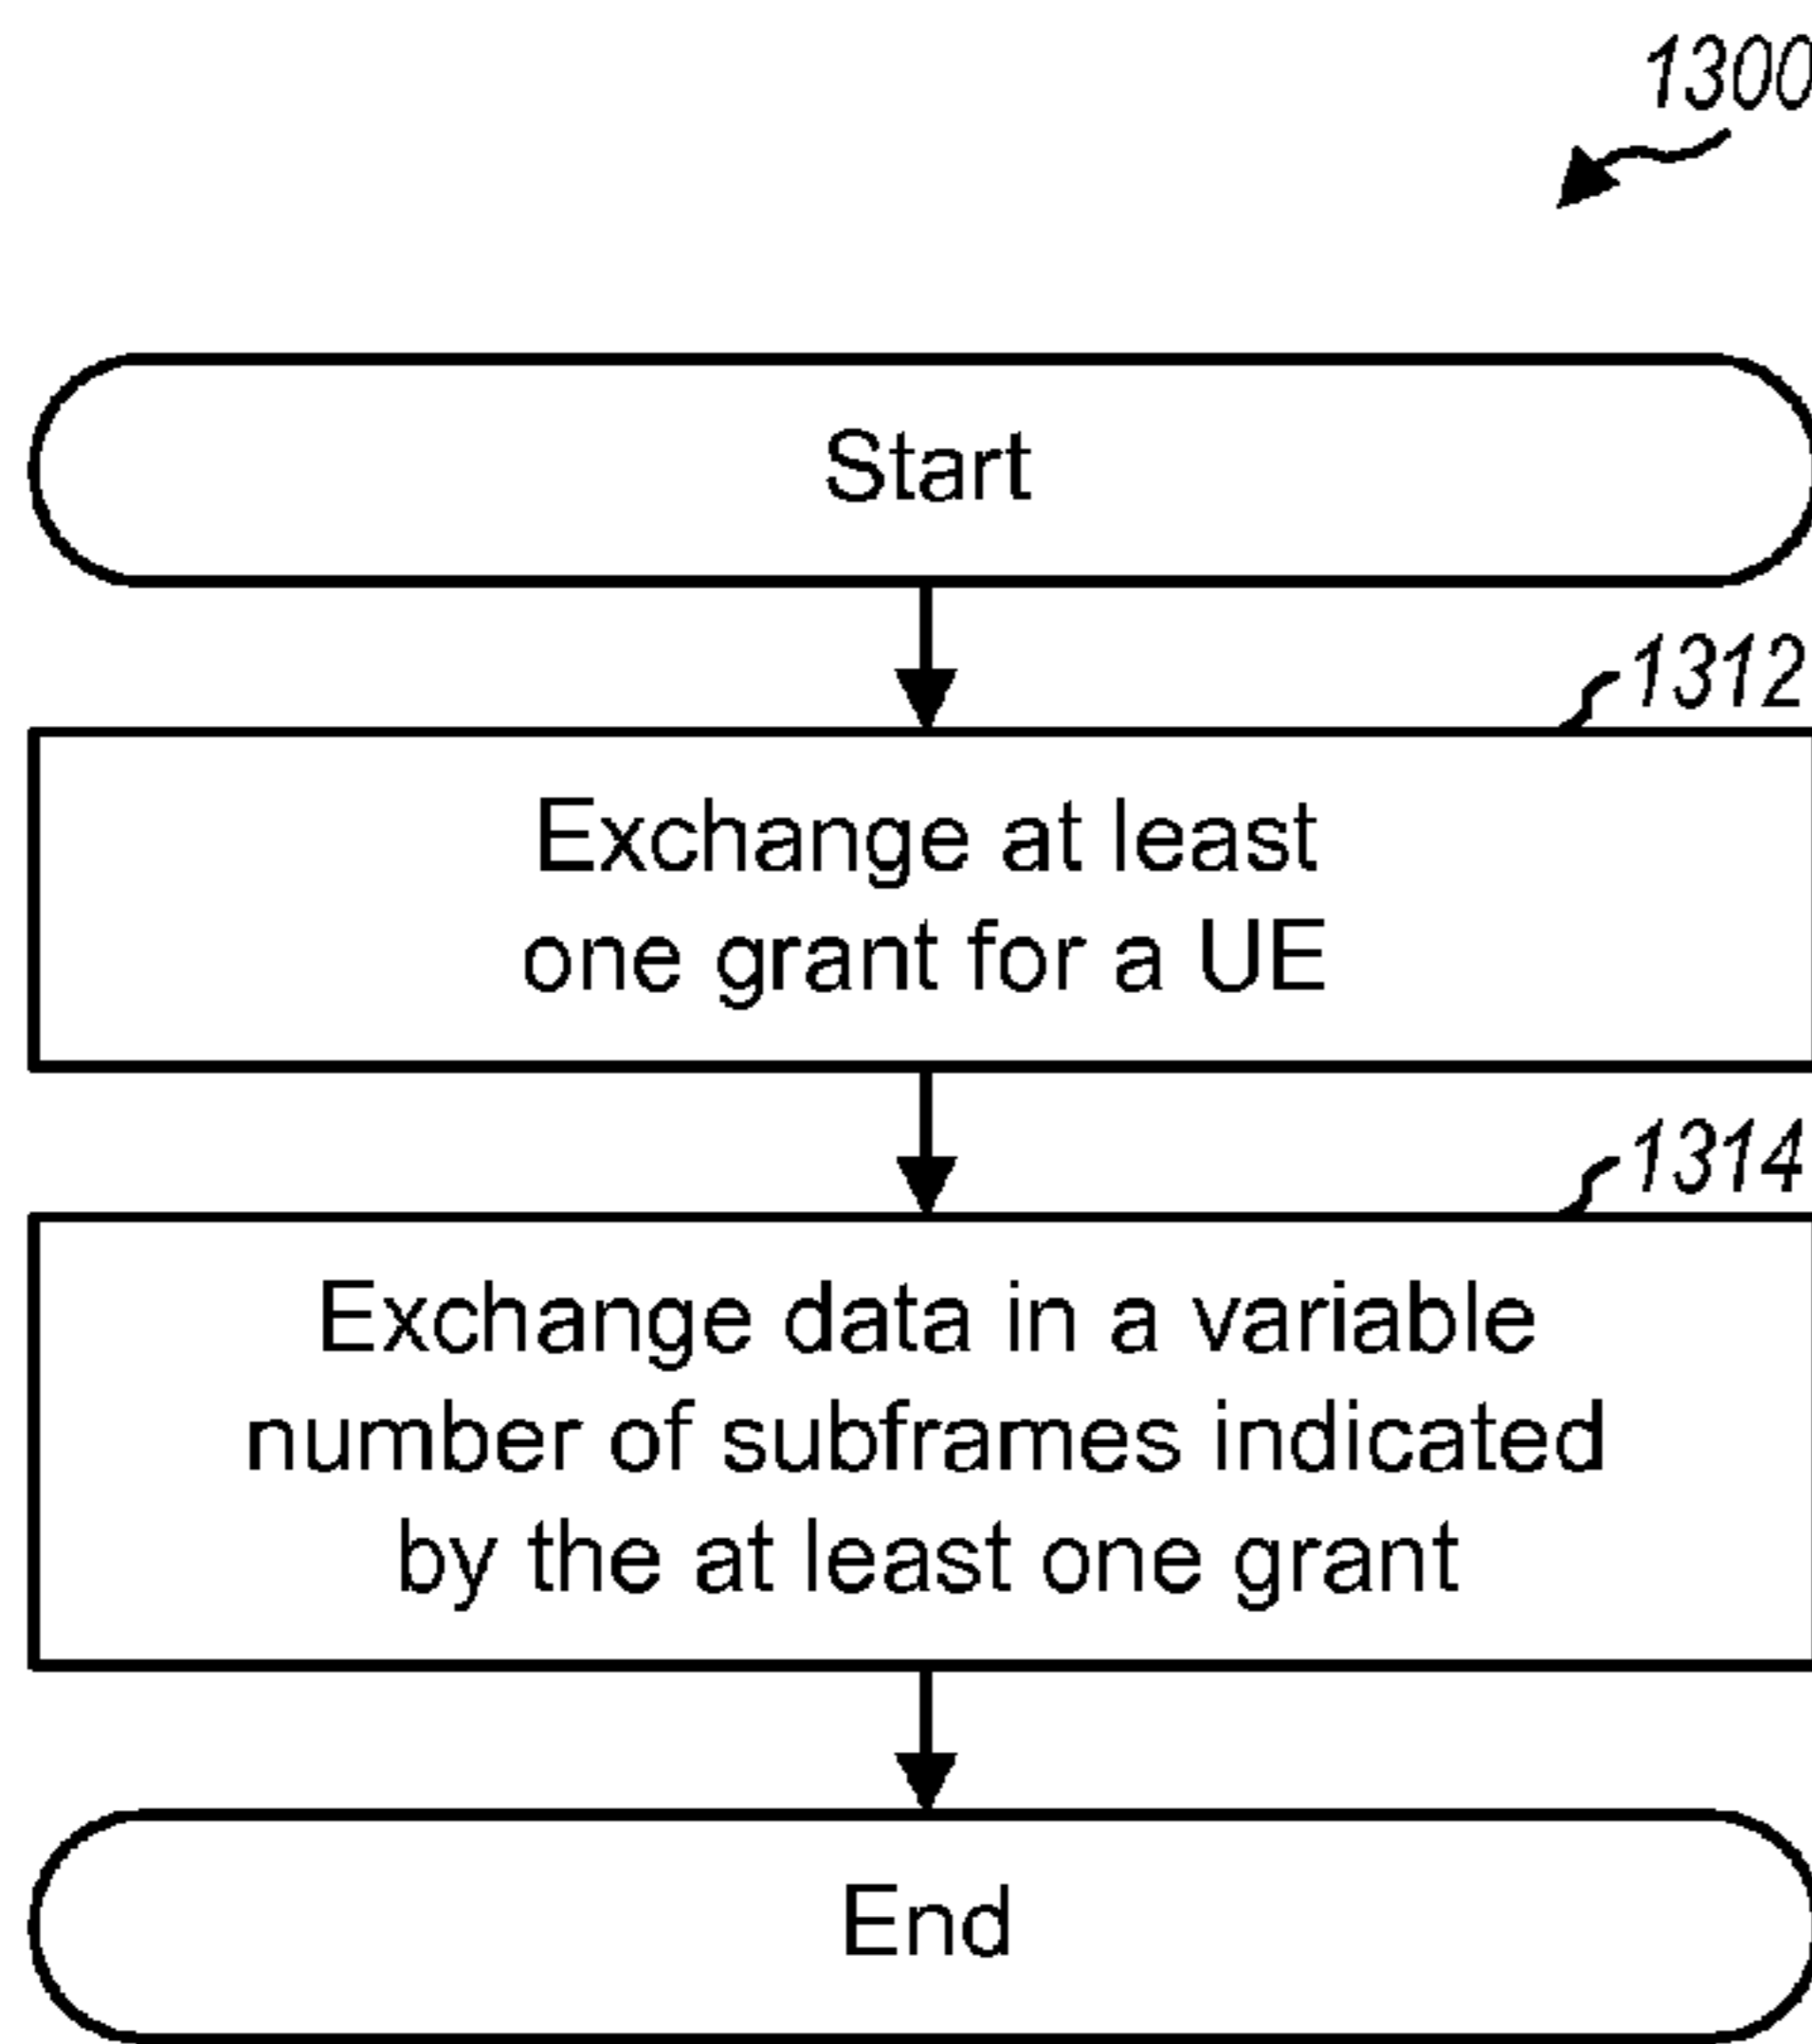 1300
Start
1312
Exchange at least
one grant for a UE
1314
Exchange data in a variable
number of subframes indicated
by the at least one grant
End